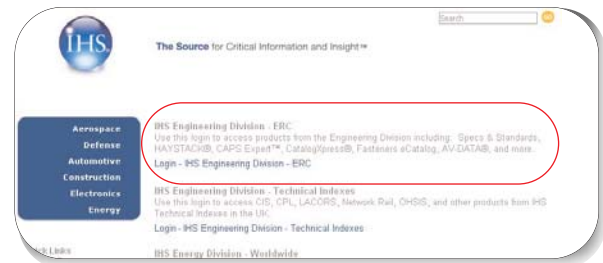 Search
GO
IHS
The Source for Critical Information and Insight™
Aerospace
Defense
Automotive
Construction
Electronics
Energy
IHS Engineering Division - ERC
Use this login to access products from the Engineering Division including: Specs & Standards,
HAYSTACK®, CAPS Expert™, CatalogXpress®, Fasteners eCatalog, AV-DATA®, and more.
Login - IHS Engineering Division - ERC
IHS Engineering Division - Technical Indexes
Use this login to access CIS, CPL, LACORS, Network Rail, OHSIS, and other products from IHS
Technical Indexes in the UK.
Login - IHS Engineering Division - Technical Indexes
Links
IHS Energy Division - Worldwide